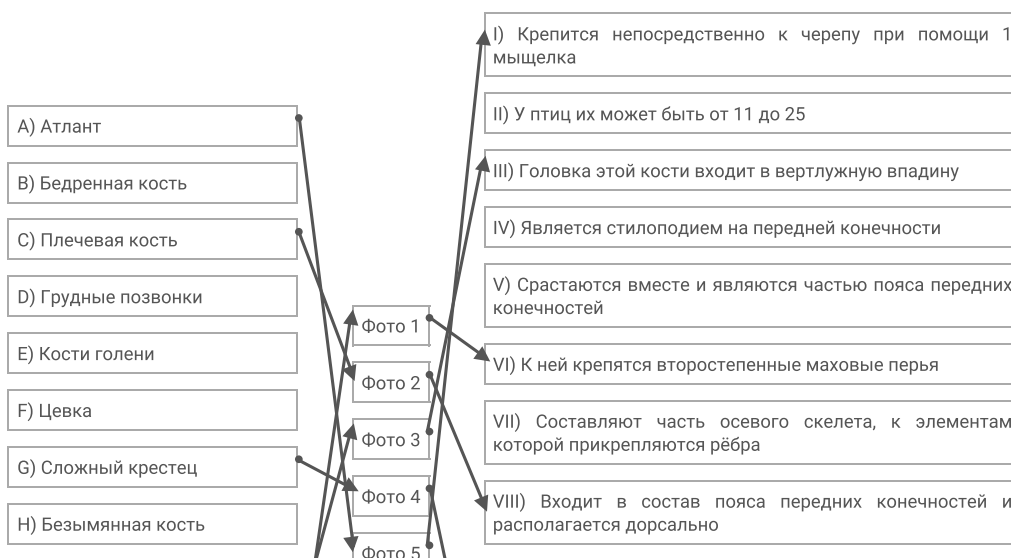 A) Атлант
B) Бедренная кость
C) Плечевая кость
D) Грудные позвонки
E) Кости голени
F) Цевка
G) Сложный крестец
H) Безымянная кость
Фото 1
Фото 2
Фото 3
Фото 4
Фото 5
I) Крепится непосредственно к черепу при помощи 1
мыщелка
II) У птиц их может быть от 11 до 25
III) Головка этой кости входит в вертлужную впадину
IV) Является стилоподием на передней конечности
V) Срастаются вместе и являются частью пояса передних
конечностей
VI) К ней крепятся второстепенные маховые перья
VII) Составляют часть осевого скелета, к элементам
которой прикрепляются рёбра
VIII) Входит в состав пояса передних конечностей и
располагается дорсально